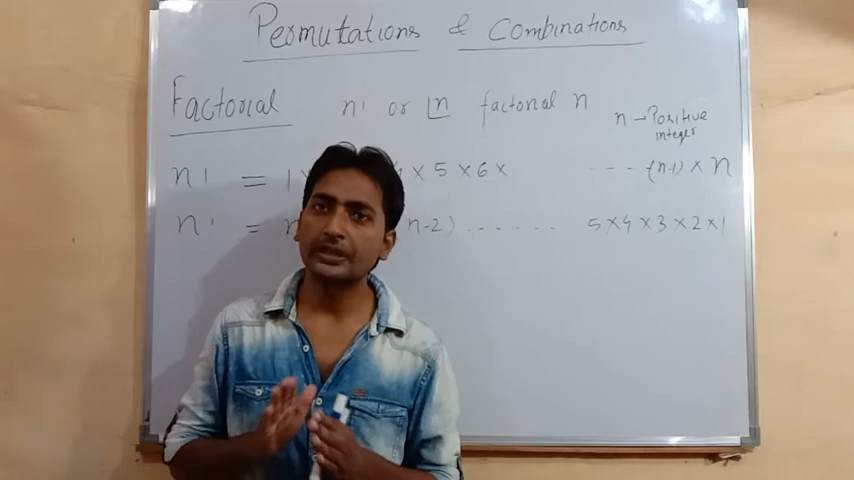 Permutations & Combinations
Factorial n! or ⌊n factorial n
n → Positive
integer
n! = 1 × 5 × 6 × - - - (n-1) × n
n! = n-2) - - - - - - 5 × 4 × 3 × 2 × 1